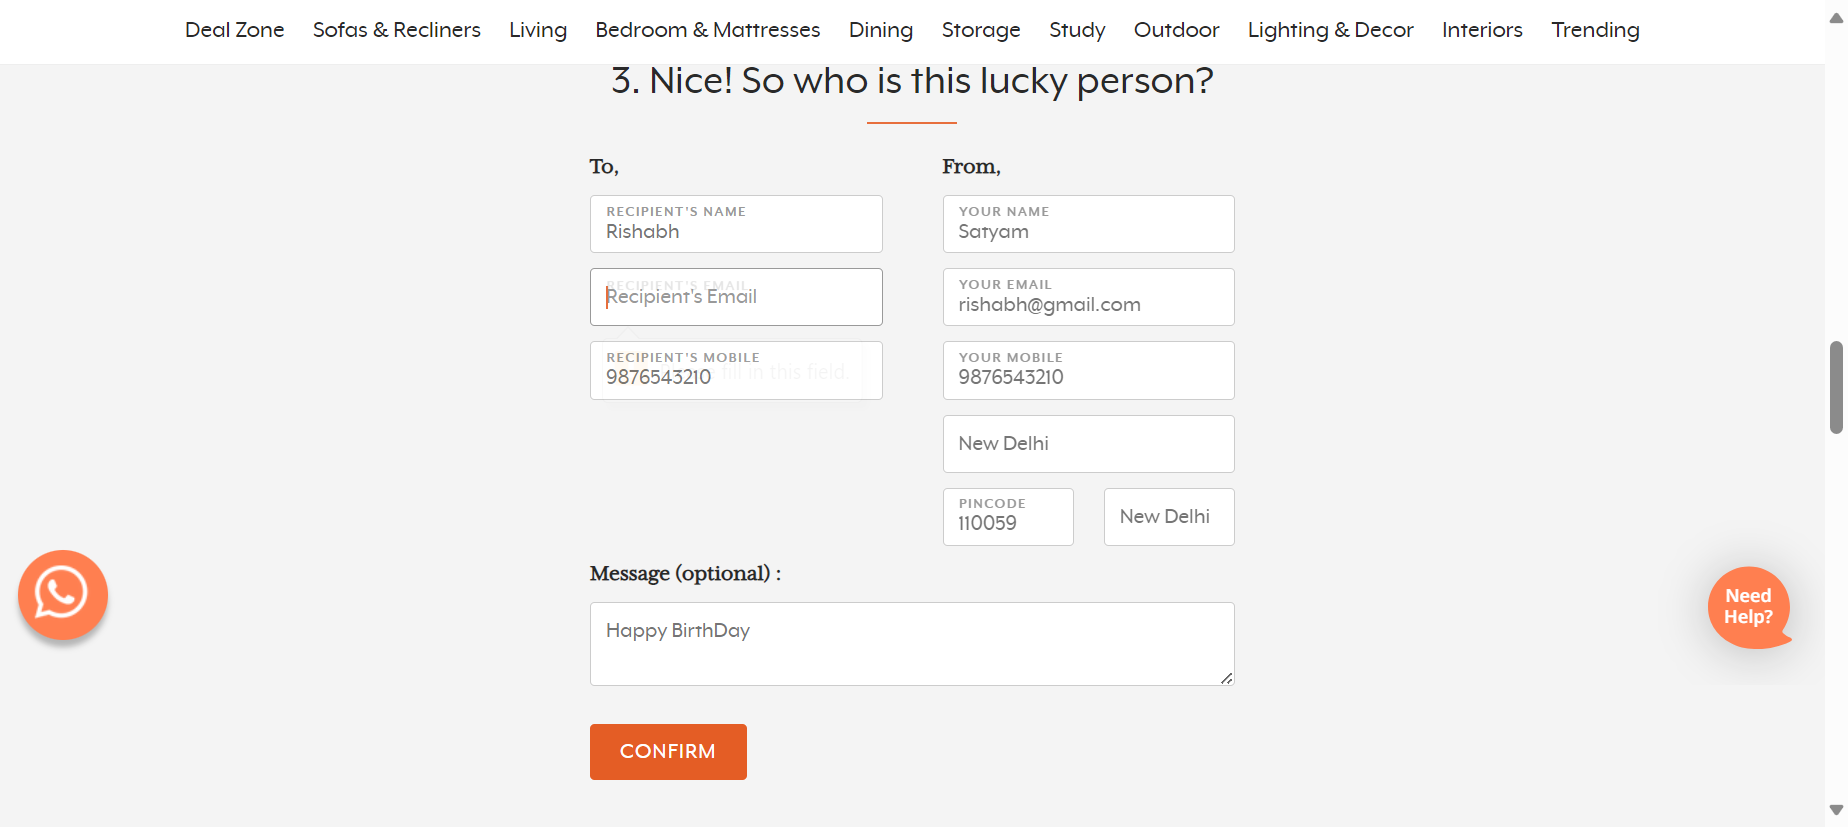 Deal Zone Sofas & Recliners Living Bedroom & Mattresses Dining Storage Study Outdoor Lighting & Decor Interiors Trending
3. Nice! So who is this lucky person?
To,
From,
RECIPIENT'S NAME
Rishabh
YOUR NAME
Satyam
RECIPIENT'S EMAIL
Recipient's Email
YOUR EMAIL
rishabh@gmail.com
RECIPIENT'S MOBILE
9876543210
fill in this field.
YOUR MOBILE
9876543210
New Delhi
PINCODE
110059
New Delhi
Message (optional) :
Happy BirthDay
CONFIRM
Need
Help?